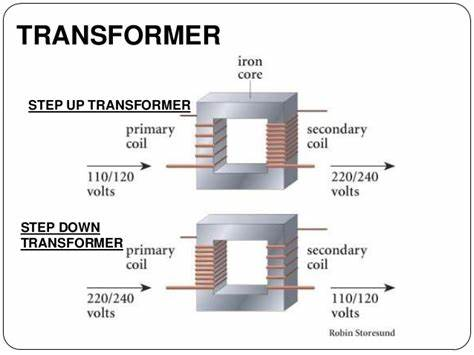 TRANSFORMER
iron
core
STEP UP TRANSFORMER
primary
coil
secondary
coil
110/120
volts
220/240
volts
STEP DOWN
TRANSFORMER
primary
coil
secondary
coil
220/240
volts
110/120
volts
Robin Storesund